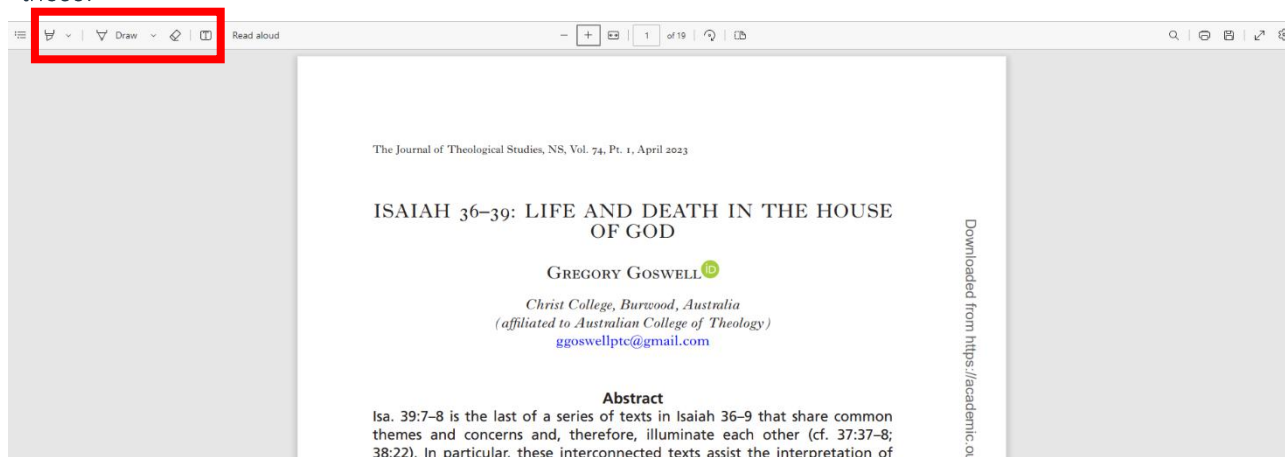 Draw
Read aloud
1 of 19
The Journal of Theological Studies, NS, Vol. 74, Pt. 1, April 2023
ISAIAH 36–39: LIFE AND DEATH IN THE HOUSE
OF GOD
GREGORY GOSWELL iD
Christ College, Burwood, Australia
(affiliated to Australian College of Theology)
ggoswellptc@gmail.com
Abstract
Isa. 39:7–8 is the last of a series of texts in Isaiah 36–9 that share common
themes and concerns and, therefore, illuminate each other (cf. 37:37–8;
38:22). In particular, these interconnected texts assist the interpretation of
Downloaded from https://academic.ou